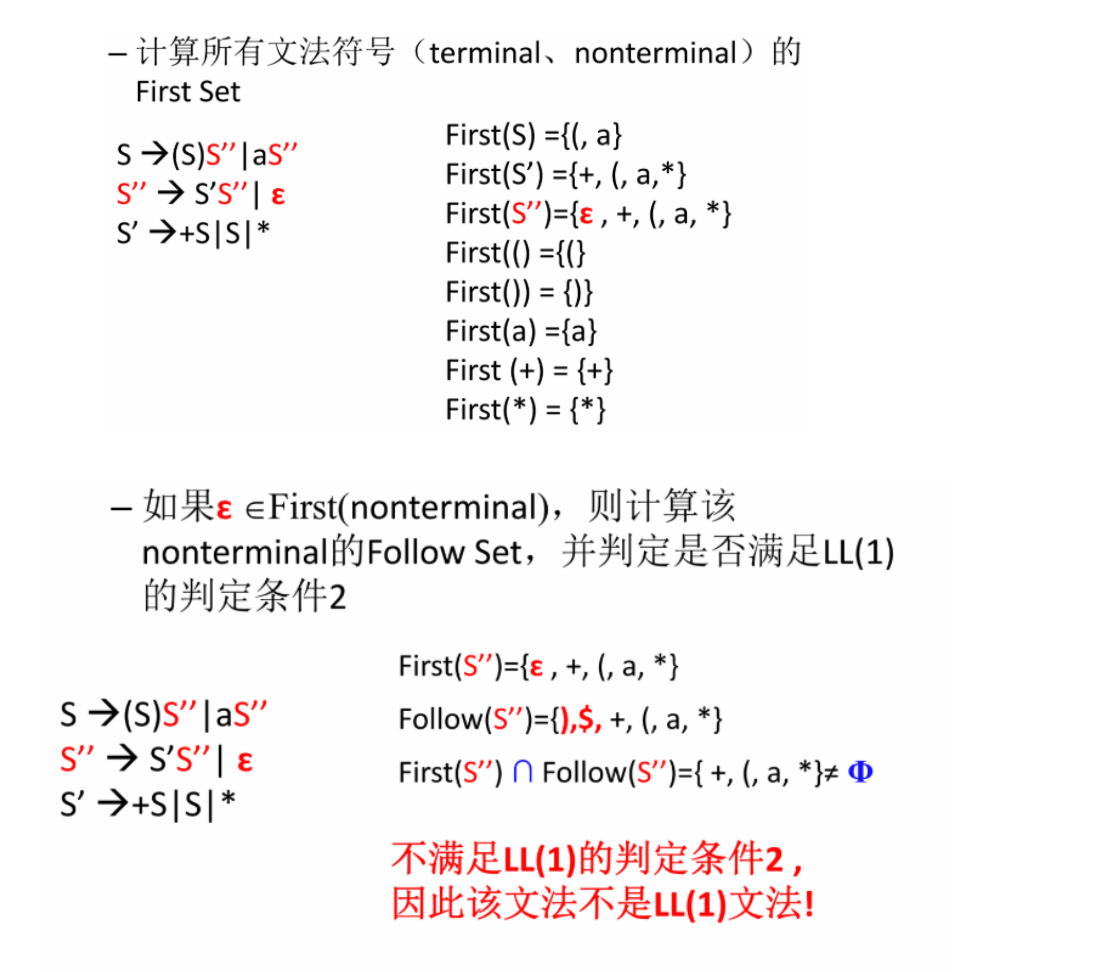 – 计算所有文法符号（terminal、nonterminal）的
First Set
S →(S)S’’|aS’’
S’’ → S’S’’| ε
S’ →+S|S|*
First(S) ={(, a}
First(S’) ={+, (, a,*}
First(S’’)={ε , +, (, a, *}
First(() ={(}
First()) = {)}
First(a) ={a}
First (+) = {+}
First(*) = {*}
– 如果ε ∈First(nonterminal)，则计算该
nonterminal的Follow Set，并判定是否满足LL(1)
的判定条件2
S →(S)S’’|aS’’
S’’ → S’S’’| ε
S’ →+S|S|*
First(S’’)={ε , +, (, a, *}
Follow(S’’)={),$, +, (, a, *}
First(S’’) ∩ Follow(S’’)={ +, (, a, *}≠ Φ
不满足LL(1)的判定条件2 ,
因此该文法不是LL(1)文法!